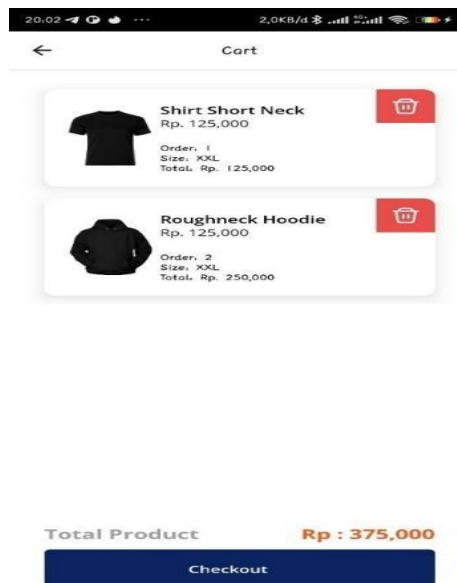 20.02
2,0KB/d
Cart
Shirt Short Neck
Rp. 125,000
Order. 1
Size. XXL
Total. Rp. 125,000
Roughneck Hoodie
Rp. 125,000
Order. 2
Size. XXL
Total. Rp. 250,000
Total Product
Rp : 375,000
Checkout